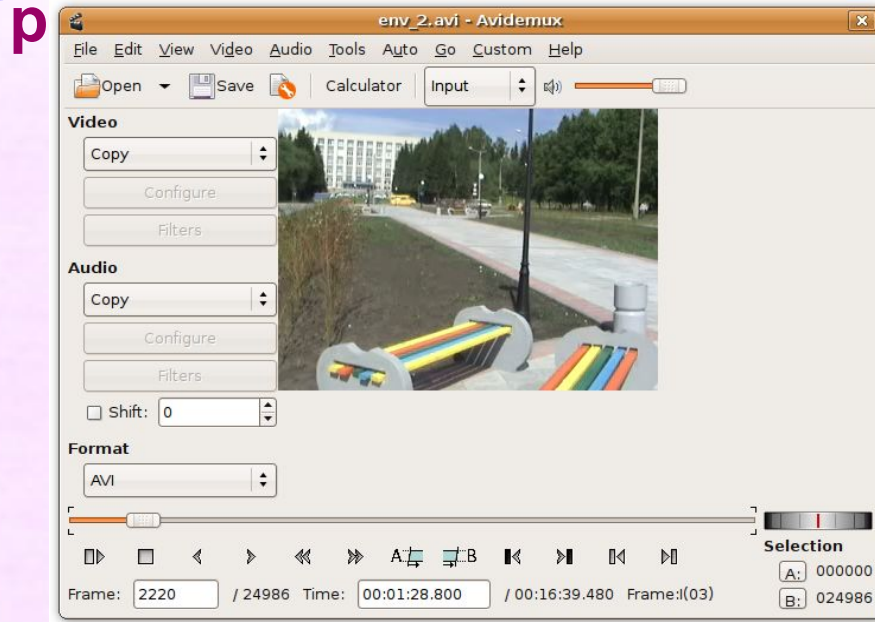 p
env_2.avi - Avidemux
File Edit View Video Audio Tools Auto Go Custom Help
Open Save Calculator Input
Video
Copy
Configure
Filters
Audio
Copy
Configure
Filters
Shift: 0
Format
AVI
A B
Selection
A: 000000
Frame: 2220 / 24986 Time: 00:01:28.800 / 00:16:39.480 Frame:I(03)
B: 024986